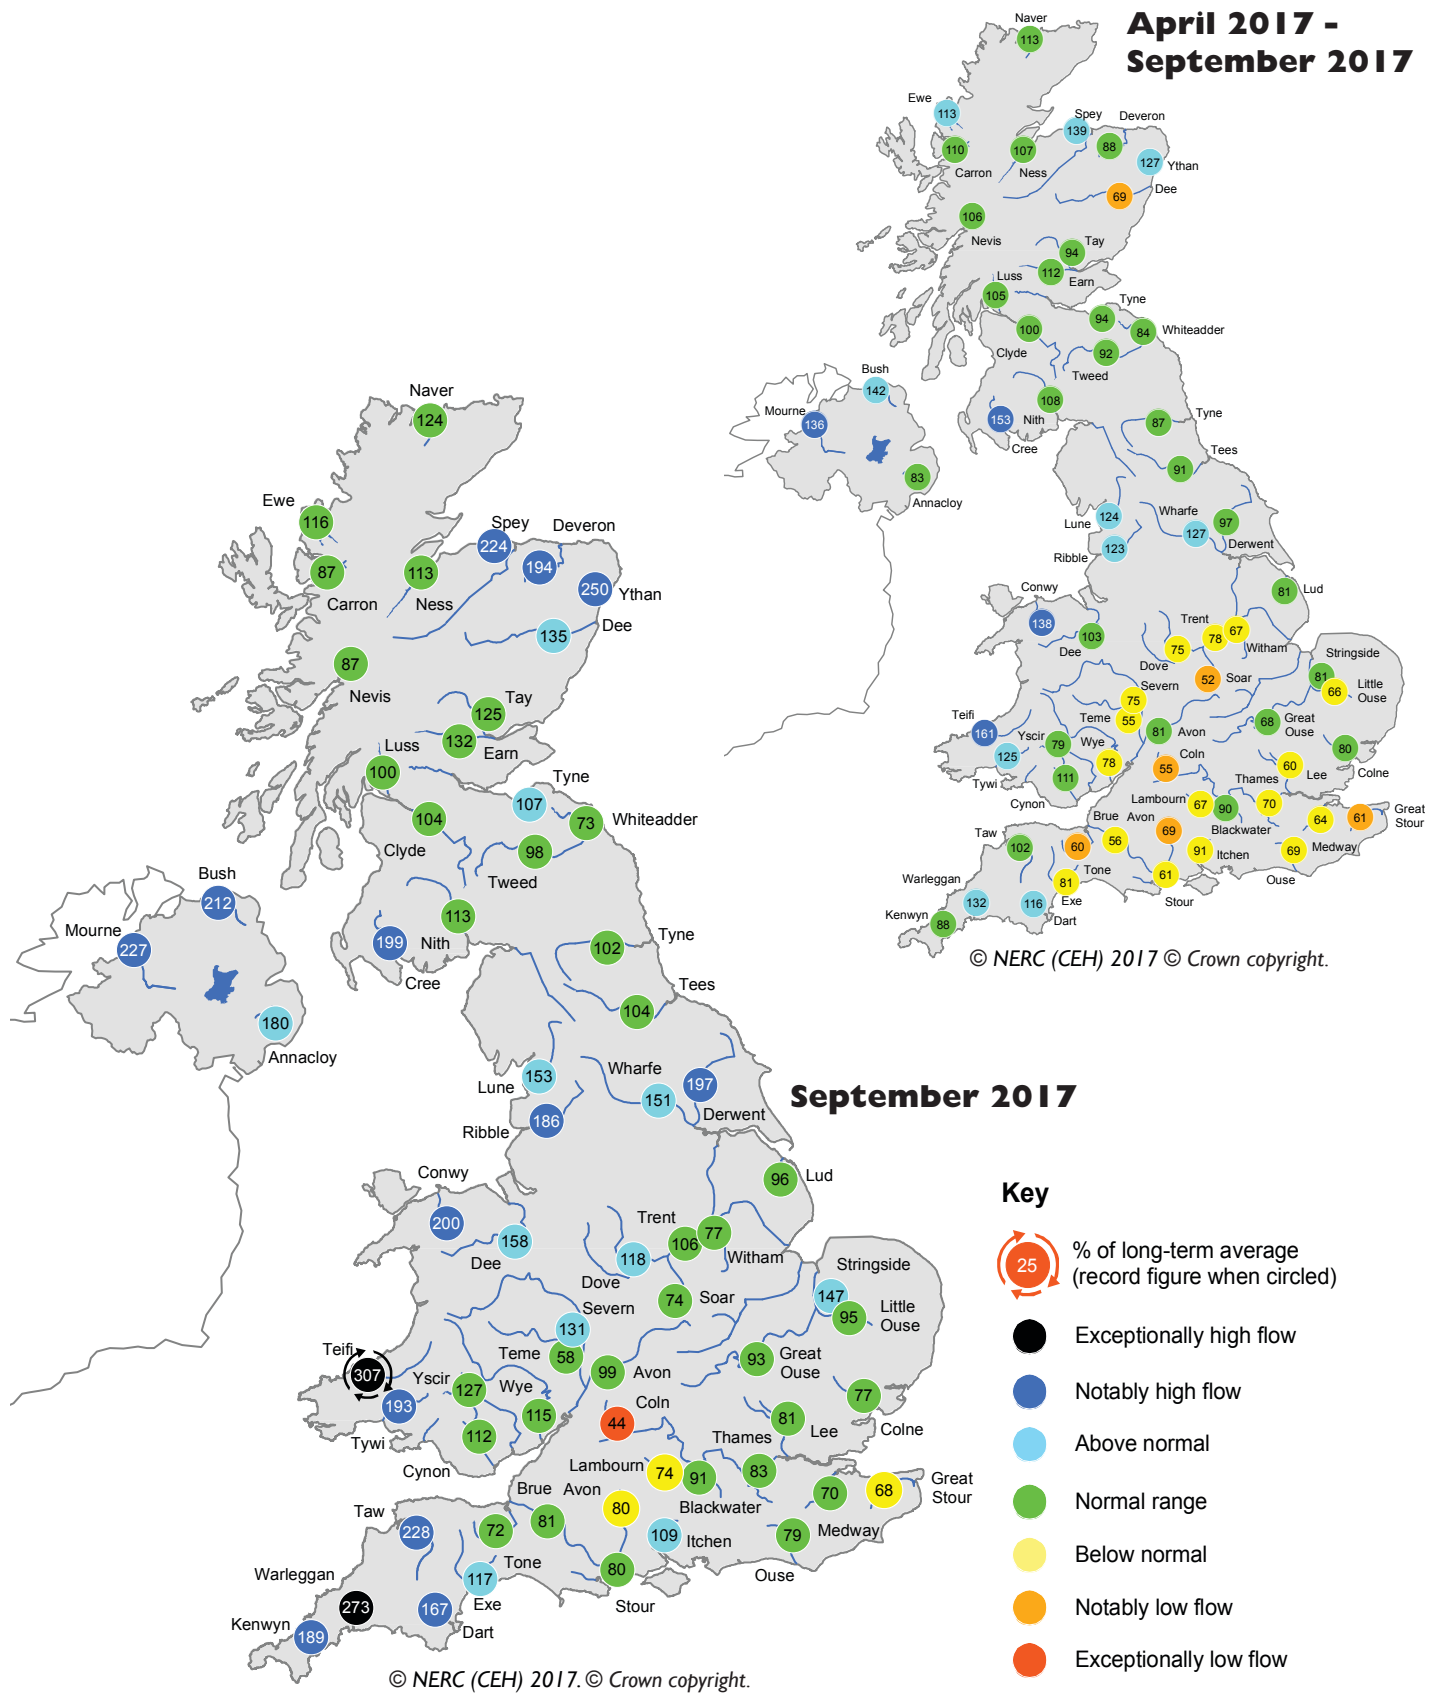 April 2017 -
September 2017
Naver
113
Ewe
113
Spey
139
Deveron
88
110
Carron
107
Ness
127
Ythan
69
Dee
106
Nevis
Tay
94
112
Earn
Luss
105
Tyne
94
84
Whiteadder
100
Clyde
92
Tweed
Bush
142
Mourne
136
108
Nith
153
Cree
Tyne
87
83
Annacloy
Tees
91
Lune
124
Wharfe
127
97
Derwent
Ribble
123
Conwy
138
81
Lud
103
Dee
Trent
78
67
Witham
75
Dove
Stringside
81
52
Soar
66
Little
Ouse
Severn
75
Teme
55
Teifi
161
68
Great
Ouse
81
Avon
Yscir
79
Wye
78
125
Tywi
80
Colne
Coln
55
60
Lee
111
Cynon
Thames
70
Lambourn
67
90
Blackwater
61
Great
Stour
64
Medway
Brue
56
Avon
69
Taw
102
60
Tone
91
Itchen
69
Ouse
81
Exe
61
Stour
Warleggan
132
116
Dart
Kenwyn
88
© NERC (CEH) 2017 © Crown copyright.
September 2017
Naver
124
Ewe
116
Spey
224
Deveron
194
87
Carron
113
Ness
250
Ythan
135
Dee
87
Nevis
Tay
125
132
Earn
Luss
100
Tyne
107
73
Whiteadder
104
Clyde
98
Tweed
Bush
212
Mourne
227
113
Nith
199
Cree
102
Tyne
180
Annacloy
Tees
104
Lune
153
Wharfe
151
197
Derwent
Ribble
186
Conwy
200
96
Lud
158
Dee
Trent
106
77
Witham
118
Dove
Stringside
147
74
Soar
95
Little
Ouse
Severn
131
Teme
58
Teifi
307
93
Great
Ouse
99
Avon
Yscir
127
Wye
115
193
Tywi
77
Colne
Coln
44
81
Lee
112
Cynon
Thames
83
Lambourn
74
91
Blackwater
68
Great
Stour
70
Medway
Brue
81
Avon
80
Taw
228
72
Tone
109
Itchen
79
Ouse
117
Exe
80
Stour
Warleggan
273
167
Dart
Kenwyn
189
© NERC (CEH) 2017. © Crown copyright.
Key
25
% of long-term average
(record figure when circled)
Exceptionally high flow
Notably high flow
Above normal
Normal range
Below normal
Notably low flow
Exceptionally low flow